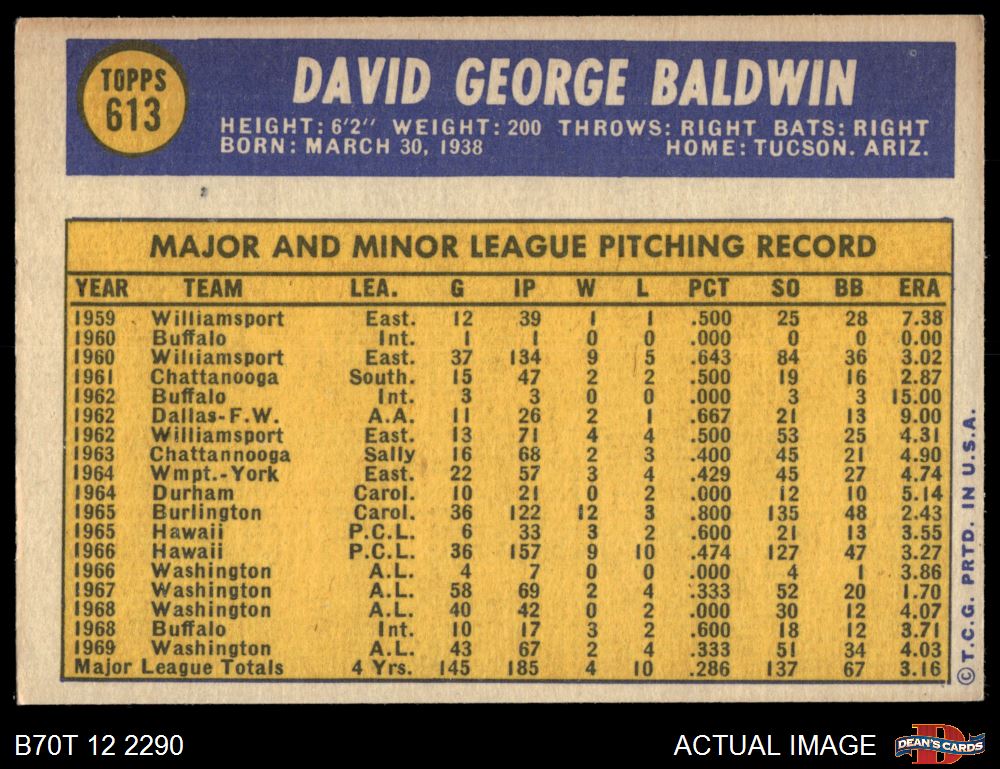 TOPPS
613
DAVID GEORGE BALDWIN
HEIGHT: 6'2" WEIGHT: 200 THROWS: RIGHT BATS: RIGHT
BORN: MARCH 30, 1938 HOME: TUCSON. ARIZ.
MAJOR AND MINOR LEAGUE PITCHING RECORD
YEAR TEAM LEA. G IP W L PCT SO BB ERA
1959 Williamsport East. 12 39 1 1 .500 25 28 7.38
1960 Buffalo Int. 1 1 0 0 .000 0 0 0.00
1960 Williamsport East. 37 134 9 5 .643 84 36 3.02
1961 Chattanooga South. 15 47 2 2 .500 19 16 2.87
1962 Buffalo Int. 3 3 0 0 .000 3 3 15.00
1962 Dallas-F.W. A.A. 11 26 2 1 .667 21 13 9.00
1962 Williamsport East. 13 71 4 4 .500 53 25 4.31
1963 Chattannooga Sally 16 68 2 3 .400 45 21 4.90
1964 Wmpt.-York East. 22 57 3 4 .429 45 27 4.74
1964 Durham Carol. 10 21 0 2 .000 12 10 5.14
1965 Burlington Carol. 36 122 12 3 .800 135 48 2.43
1965 Hawaii P.C.L. 6 33 3 2 .600 21 13 3.55
1966 Hawaii P.C.L. 36 157 9 10 .474 127 47 3.27
1966 Washington A.L. 4 7 0 0 .000 4 1 3.86
1967 Washington A.L. 58 69 2 4 .333 52 20 1.70
1968 Washington A.L. 40 42 0 2 .000 30 12 4.07
1968 Buffalo Int. 10 17 3 2 .600 18 12 3.71
1969 Washington A.L. 43 67 2 4 .333 51 34 4.03
Major League Totals 4 Yrs. 145 185 4 10 .286 137 67 3.16
© T.C.G. PRTD. IN U.S.A.
B70T 12 2290
ACTUAL IMAGE
D
DEAN'S CARDS